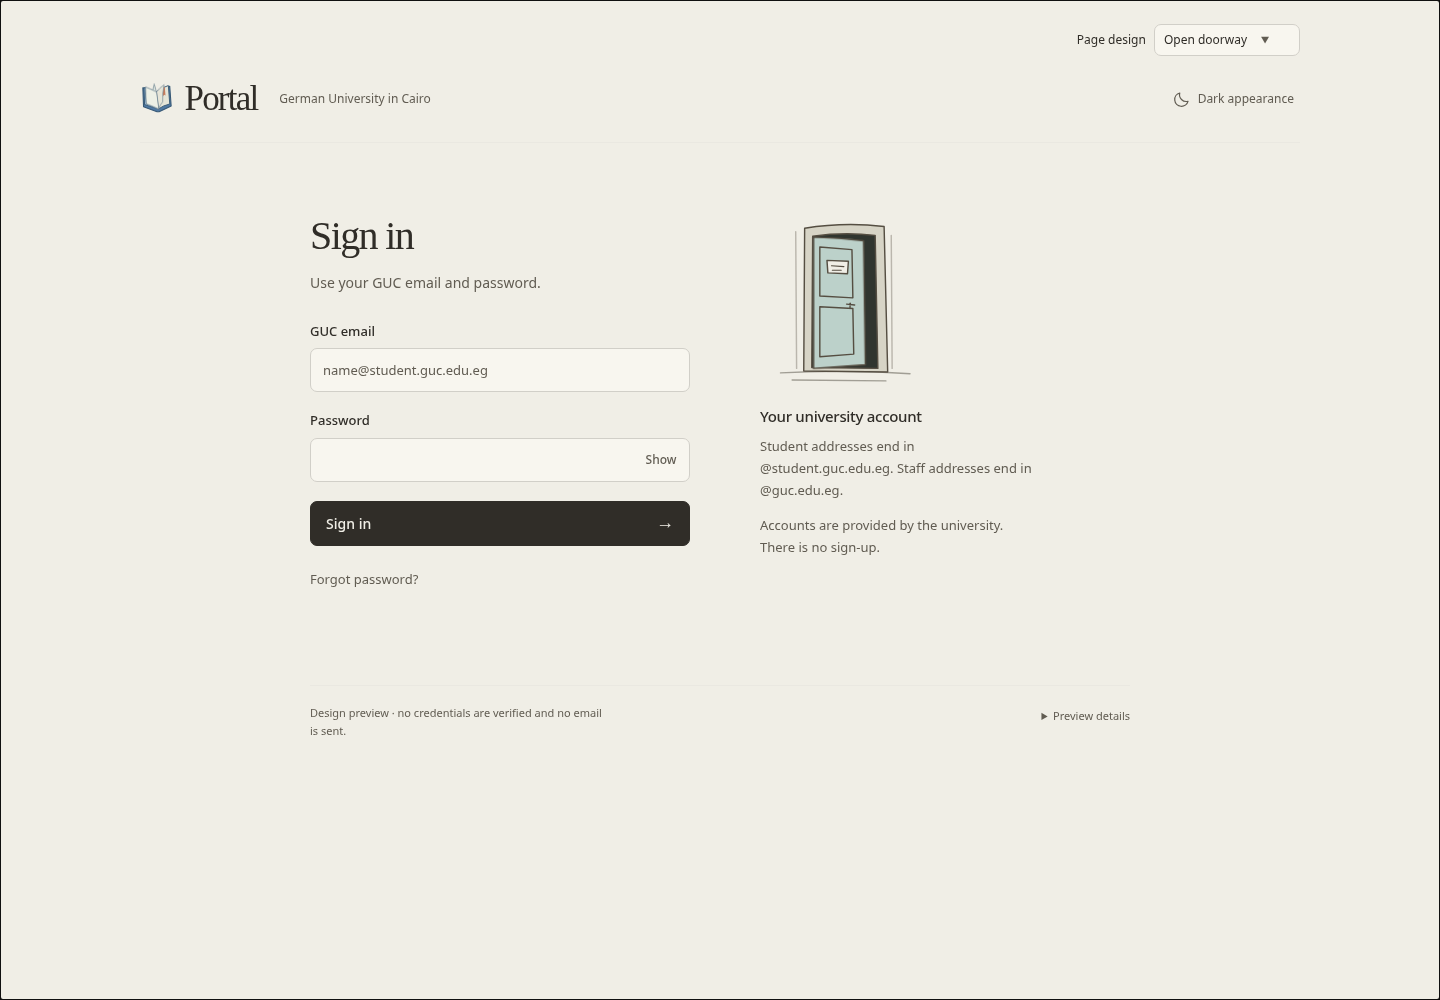 Page design
Open doorway
Portal
German University in Cairo
Dark appearance
Sign in
Use your GUC email and password.
GUC email
name@student.guc.edu.eg
Password
Show
Sign in →
Forgot password?
Your university account
Student addresses end in
@student.guc.edu.eg. Staff addresses end in
@guc.edu.eg.
Accounts are provided by the university.
There is no sign-up.
Design preview · no credentials are verified and no email
is sent.
Preview details